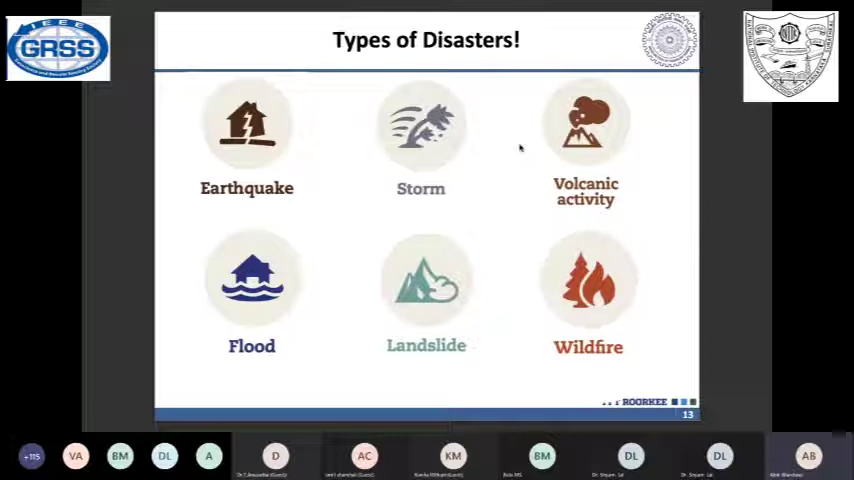 IEEE
GRSS
Types of Disasters!
Earthquake
Storm
Volcanic
activity
Flood
Landslide
Wildfire
ROORKEE
13
+115
VA
BM
DL
A
D
AC
KM
BM
DL
DL
AB